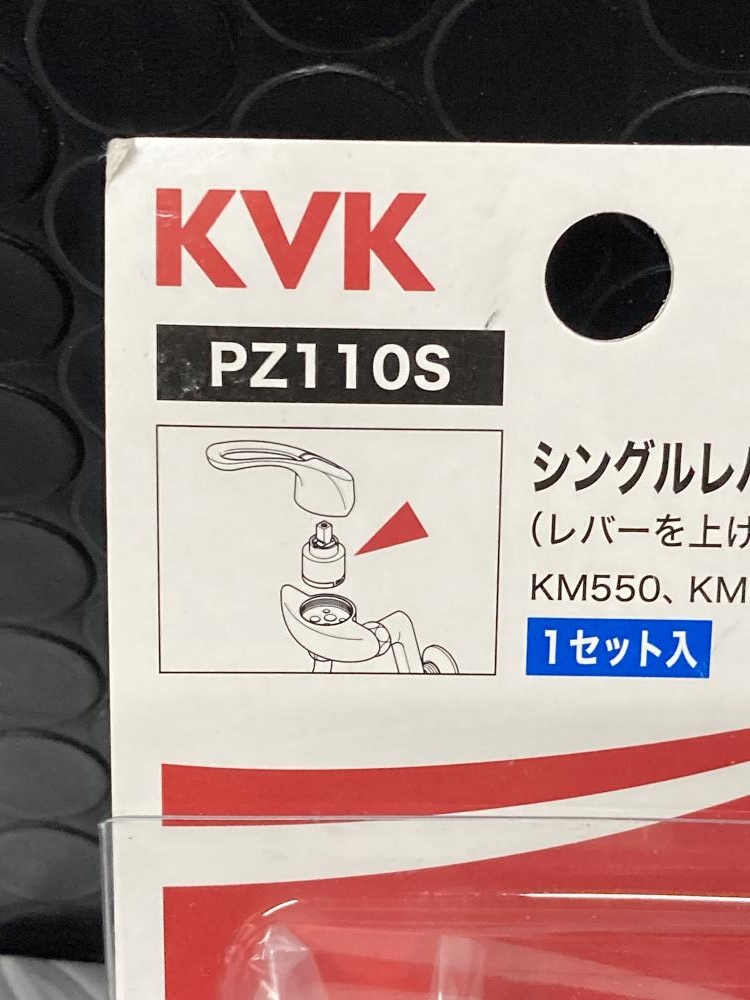 KVK
PZ110S
シングルレ
(レバーを上げ
KM550、KM
1セット入